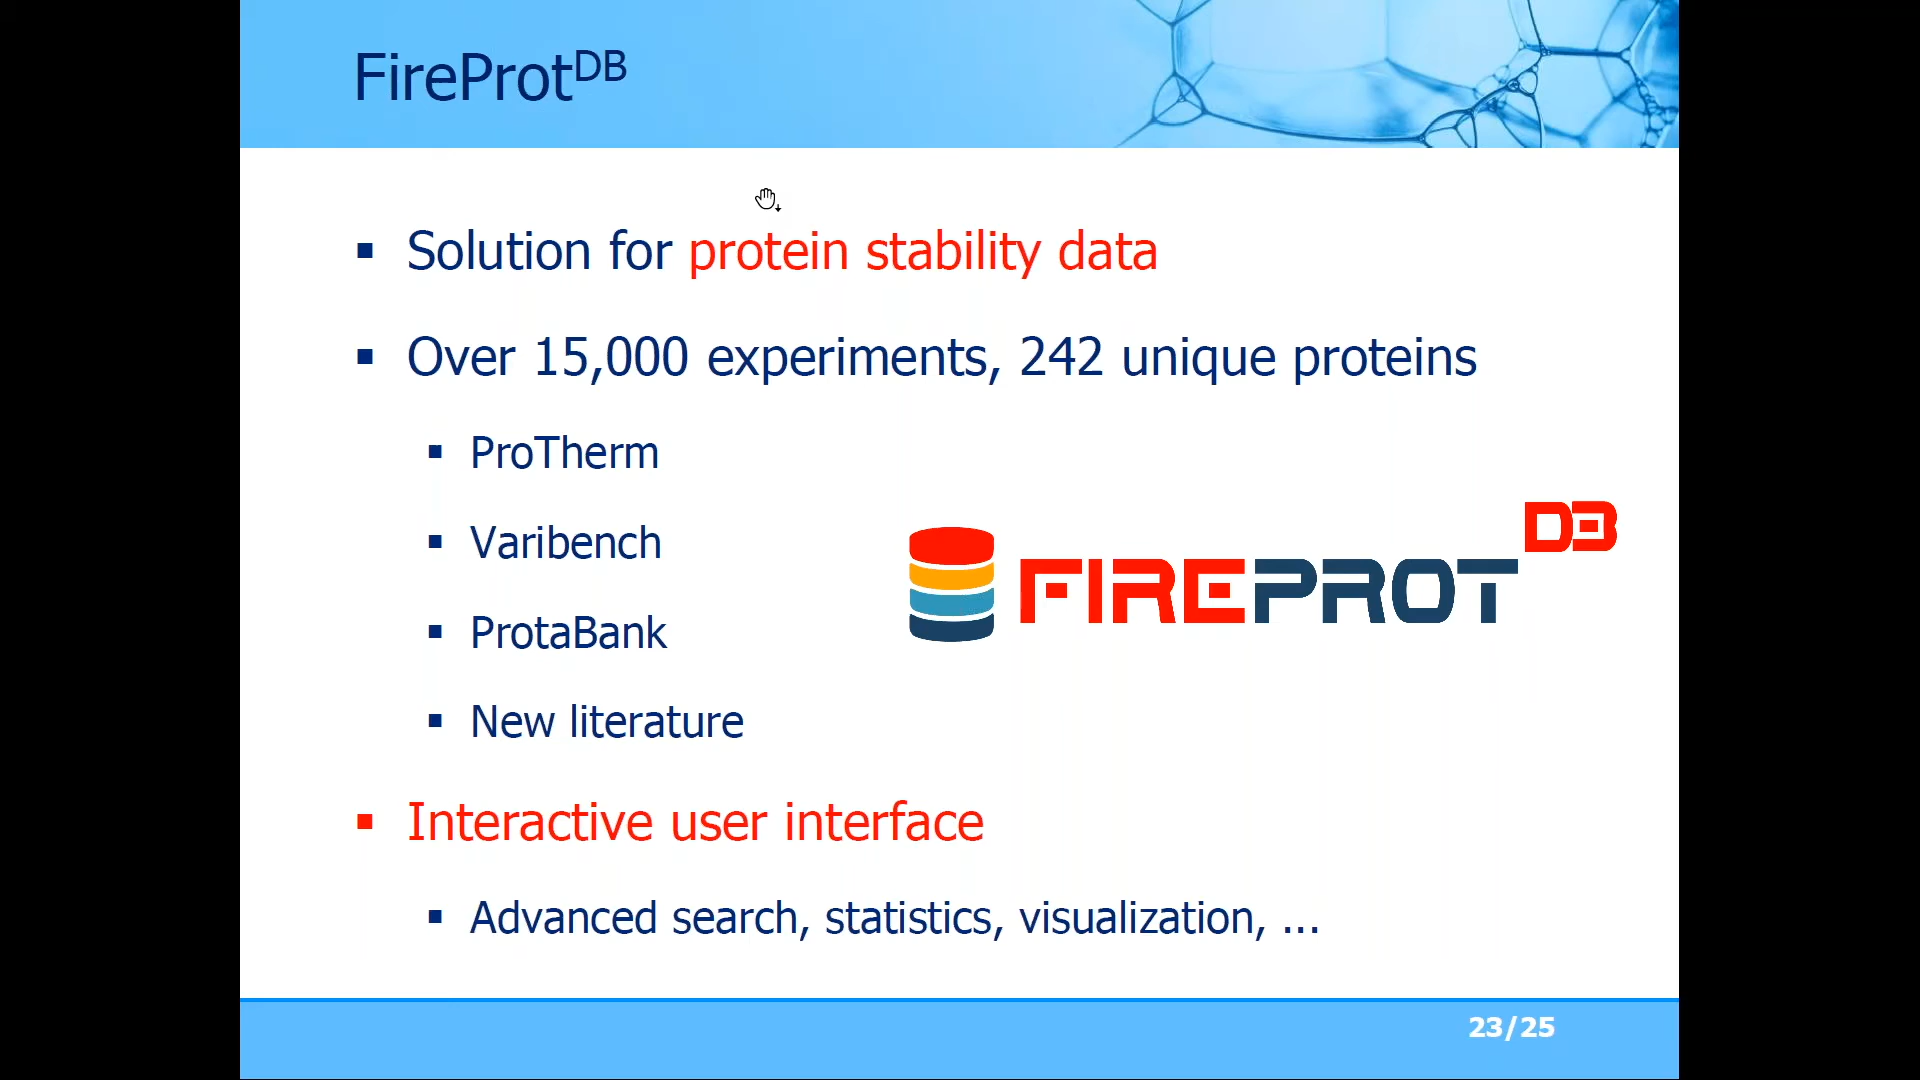 FireProtDB
Solution for protein stability data
Over 15,000 experiments, 242 unique proteins
ProTherm
Varibench
ProtaBank
New literature
FIREPROT DB
Interactive user interface
Advanced search, statistics, visualization, ...
23/25